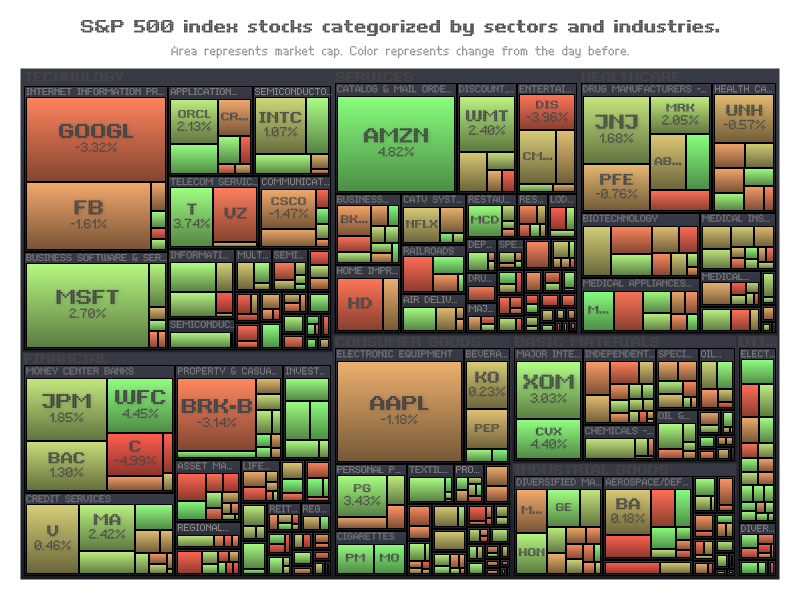 S&P 500 index stocks categorized by sectors and industries.
Area represents market cap. Color represents change from the day before.
TECHNOLOGY
INTERNET INFORMATION PR...
GOOGL
-3.32%
FB
-1.61%
APPLICATION...
ORCL
2.13%
CR...
SEMICONDUCTO...
INTC
1.07%
TELECOM SERVIC...
T
3.74%
VZ
COMMUNICAT...
CSCO
-1.47%
BUSINESS SOFTWARE & SER...
MSFT
2.70%
INFORMATI...
MULT...
SEMI...
SEMICONDUC...
SERVICES
CATALOG & MAIL ORDE...
AMZN
4.82%
DISCOUNT...
WMT
2.40%
ENTERTAI...
DIS
-3.96%
CM...
BUSINESS...
BK...
CATV SYST...
NFLX
RESTAU...
MCD
RES...
LOD...
RAILROADS
DEP...
SPE...
HOME IMPR...
HD
AIR DELIV...
DRU...
MAJ...
HEALTHCARE
DRUG MANUFACTURERS -...
JNJ
1.68%
MRK
2.05%
PFE
-0.76%
AB...
HEALTH CA...
UNH
-0.57%
BIOTECHNOLOGY
MEDICAL INS...
MEDICAL APPLIANCES...
M...
MEDICAL...
FINANCIAL
MONEY CENTER BANKS
JPM
1.85%
WFC
4.45%
BAC
1.30%
C
-4.99%
PROPERTY & CASUA...
BRK-B
-3.14%
INVEST...
CREDIT SERVICES
V
0.46%
MA
2.42%
ASSET MA...
LIFE...
REGIONAL...
REIT...
REG...
CONSUMER GOODS
ELECTRONIC EQUIPMENT
AAPL
-1.18%
BEVERA...
KO
0.23%
PEP
PERSONAL P...
PG
3.43%
TEXTIL...
PRO...
CIGARETTES
PM
MO
BASIC MATERIALS
MAJOR INTE...
XOM
3.03%
CVX
4.40%
INDEPENDENT...
SPECI...
OIL...
CHEMICALS -...
OIL &...
UTI...
ELECT...
DIVER...
INDUSTRIAL GOODS
DIVERSIFIED MA...
M...
GE
HON
AEROSPACE/DEF...
BA
0.18%